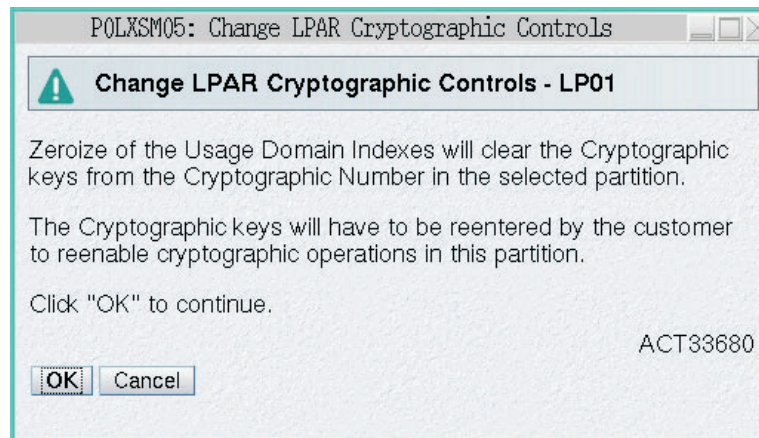 P0LXSM05: Change LPAR Cryptographic Controls
Change LPAR Cryptographic Controls - LP01
Zeroize of the Usage Domain Indexes will clear the Cryptographic
keys from the Cryptographic Number in the selected partition.
The Cryptographic keys will have to be reentered by the customer
to reenable cryptographic operations in this partition.
Click "OK" to continue.
ACT33680
OK Cancel